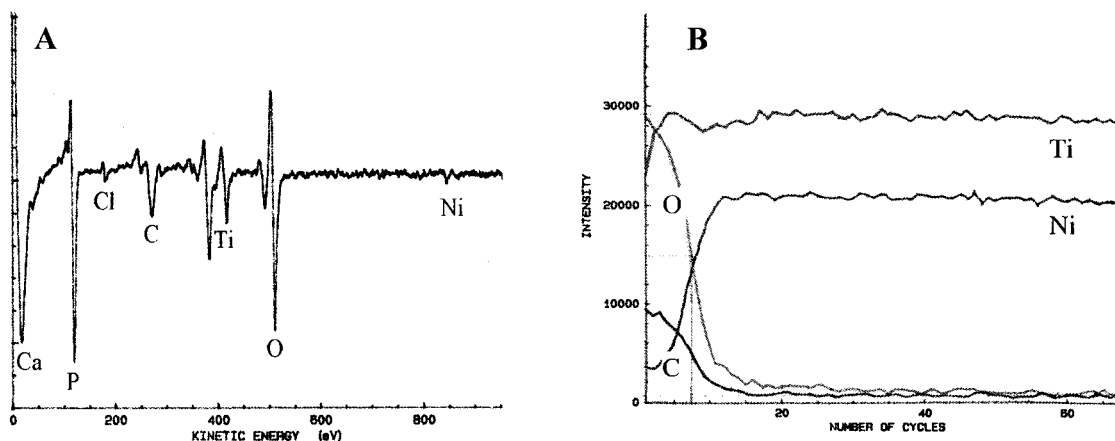 A
Cl
C
Ti
Ni
Ca
P
O
0
200
400
600
800
KINETIC ENERGY (eV)
B
30000
20000
10000
0
INTENSITY
Ti
O
Ni
C
20
40
60
NUMBER OF CYCLES